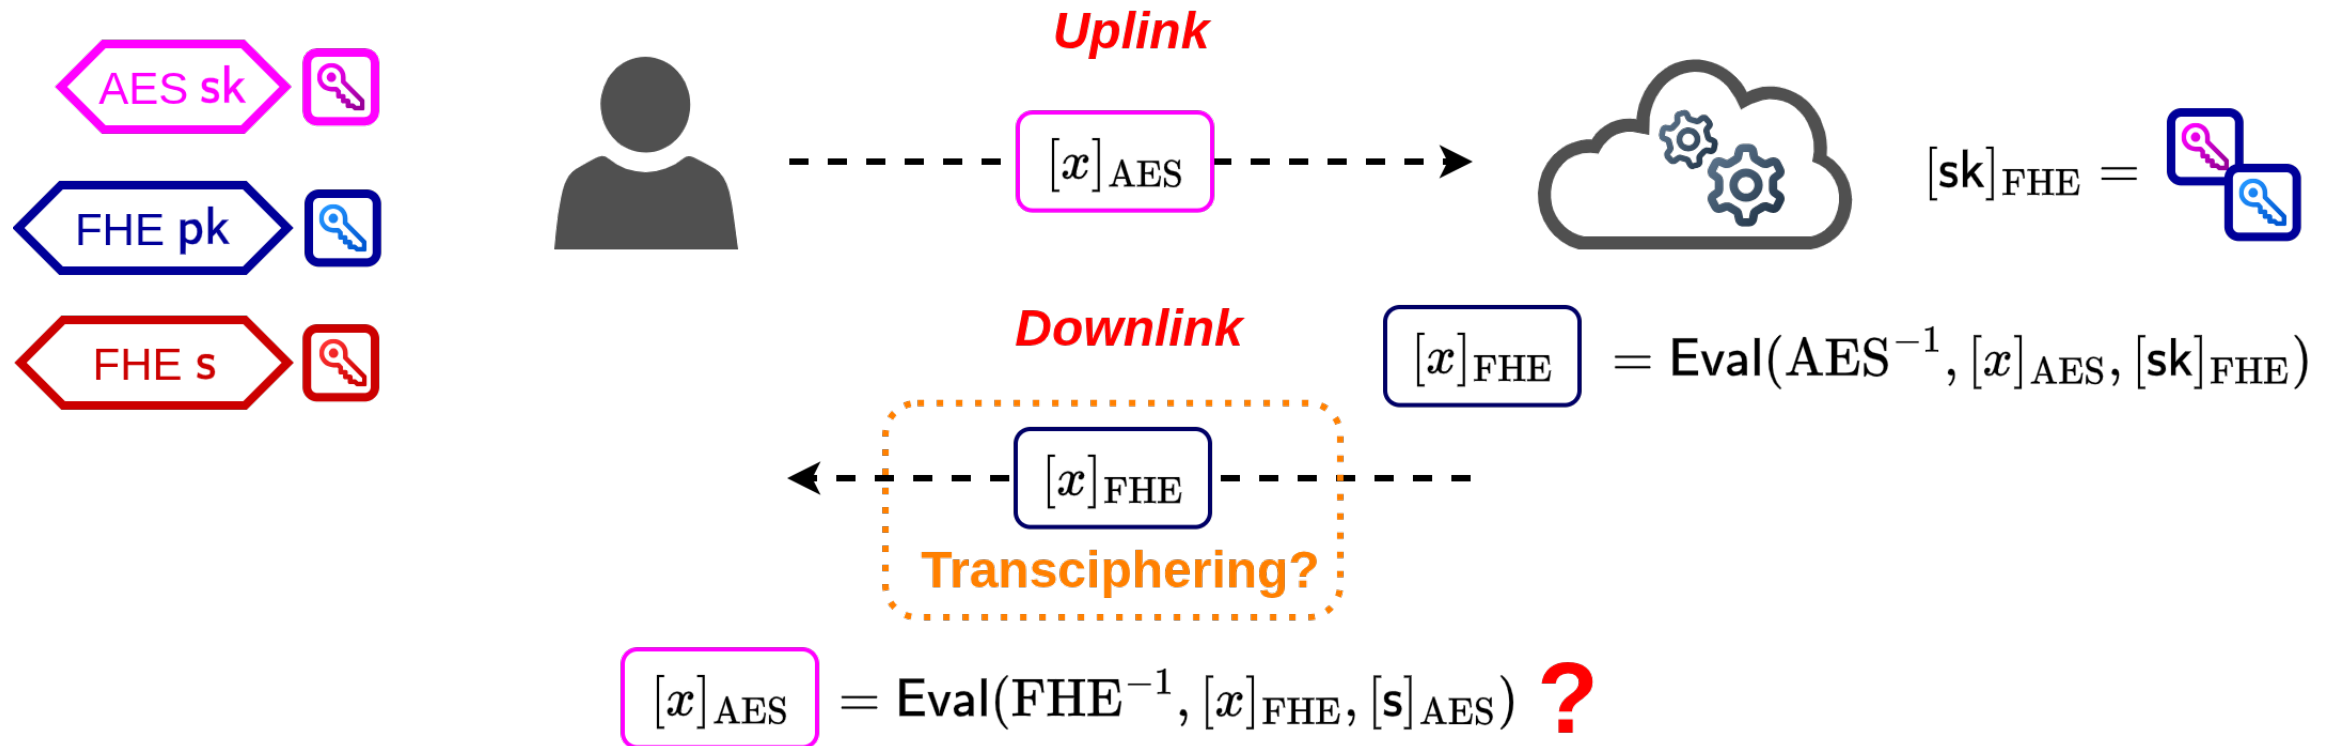 AES sk
FHE pk
FHE s
Uplink
[x]AES
[sk]FHE =
Downlink
[x]FHE = Eval(AES⁻¹, [x]AES, [sk]FHE)
[x]FHE
Transciphering?
[x]AES = Eval(FHE⁻¹, [x]FHE, [s]AES) ?